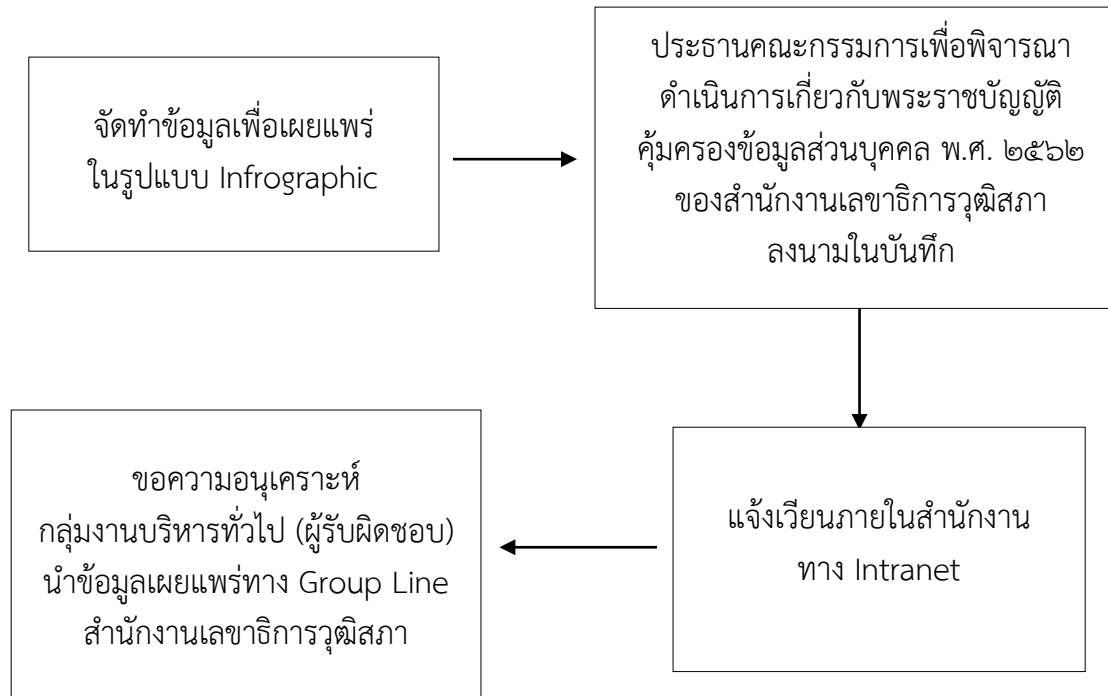 จัดทำข้อมูลเพื่อเผยแพร่
ในรูปแบบ Infrographic
ประธานคณะกรรมการเพื่อพิจารณา
ดำเนินการเกี่ยวกับพระราชบัญญัติ
คุ้มครองข้อมูลส่วนบุคคล พ.ศ. ๒๕๖๒
ของสำนักงานเลขาธิการวุฒิสภา
ลงนามในบันทึก
แจ้งเวียนภายในสำนักงาน
ทาง Intranet
ขอความอนุเคราะห์
กลุ่มงานบริหารทั่วไป (ผู้รับผิดชอบ)
นำข้อมูลเผยแพร่ทาง Group Line
สำนักงานเลขาธิการวุฒิสภา